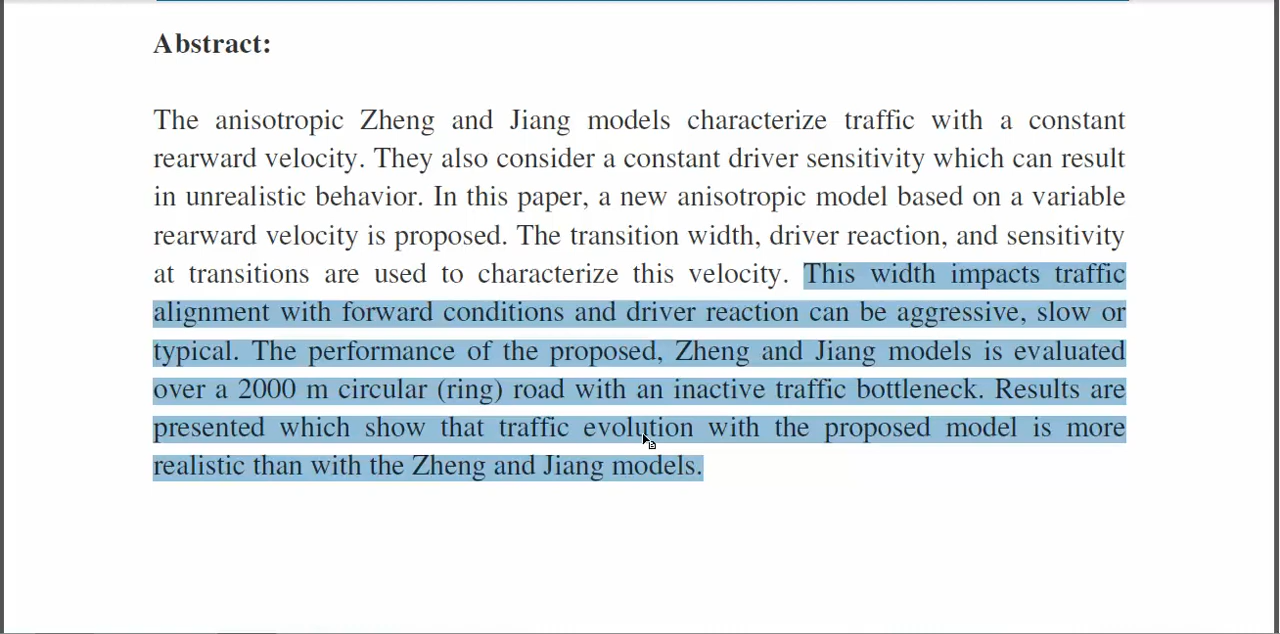 Abstract:
The anisotropic Zheng and Jiang models characterize traffic with a constant
rearward velocity. They also consider a constant driver sensitivity which can result
in unrealistic behavior. In this paper, a new anisotropic model based on a variable
rearward velocity is proposed. The transition width, driver reaction, and sensitivity
at transitions are used to characterize this velocity. This width impacts traffic
alignment with forward conditions and driver reaction can be aggressive, slow or
typical. The performance of the proposed, Zheng and Jiang models is evaluated
over a 2000 m circular (ring) road with an inactive traffic bottleneck. Results are
presented which show that traffic evolution with the proposed model is more
realistic than with the Zheng and Jiang models.